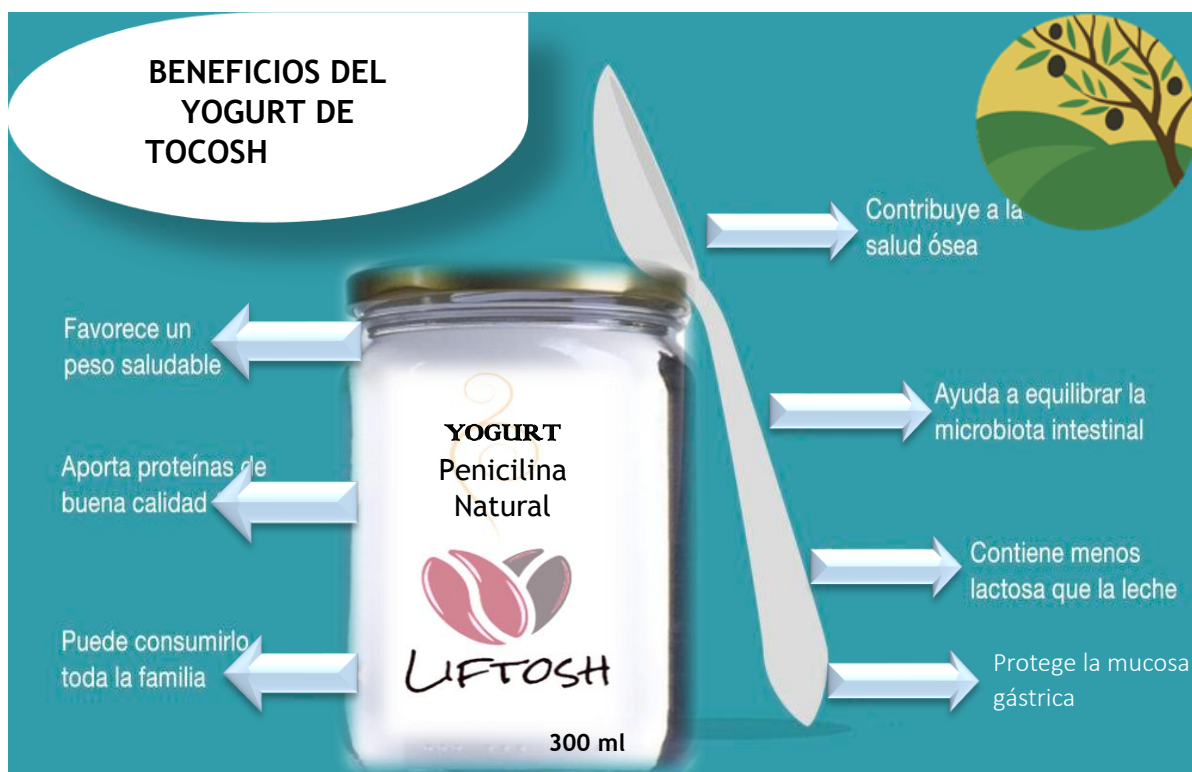 BENEFICIOS DEL
YOGURT DE
TOCOSH
Contribuye a la
salud ósea
Favorece un
peso saludable
Ayuda a equilibrar la
microbiota intestinal
YOGURT
Penicilina
Natural
Aporta proteínas de
buena calidad
Contiene menos
lactosa que la leche
Puede consumirlo
toda la familia
LIFTOSH
Protege la mucosa
gástrica
300 ml